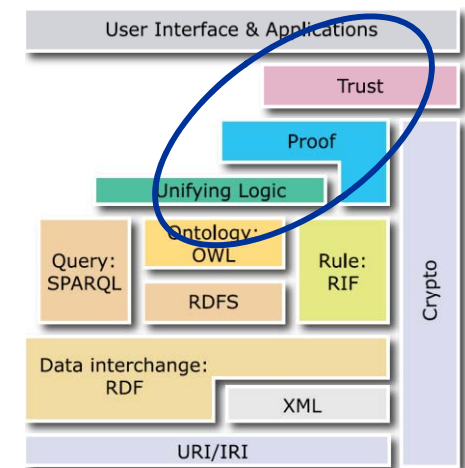 User Interface & Applications
Trust
Proof
Unifying Logic
Ontology:
OWL
Query:
SPARQL
Rule:
RIF
RDFS
Crypto
Data interchange:
RDF
XML
URI/IRI